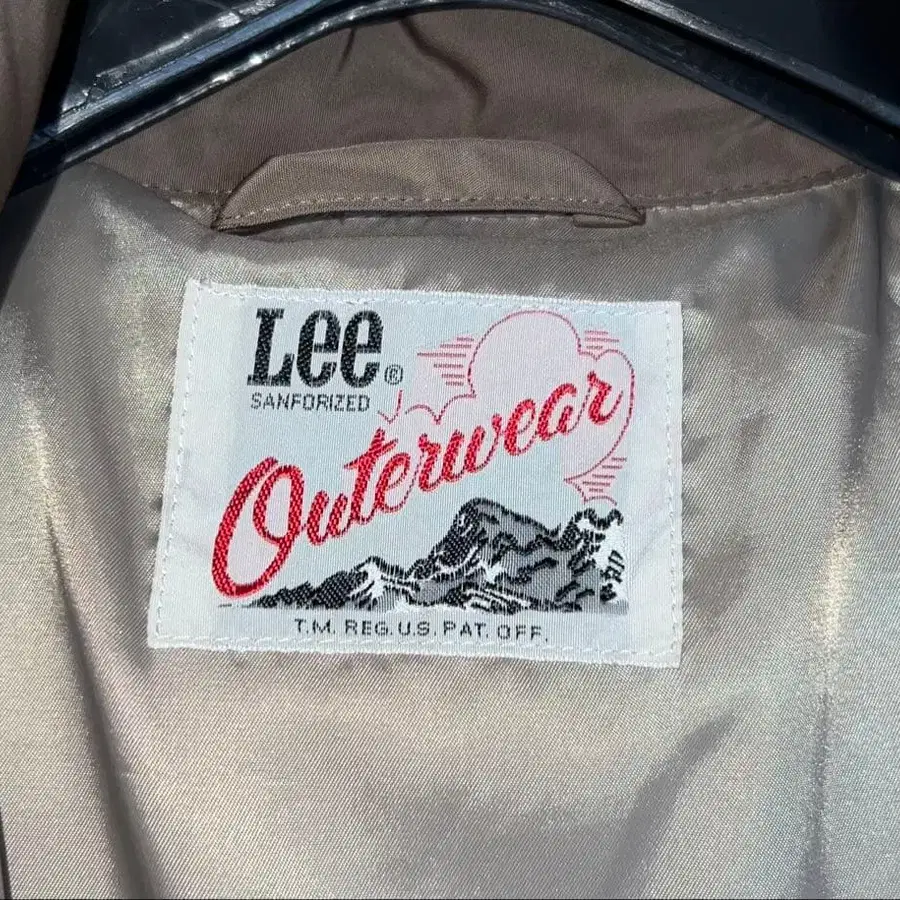 Lee®
SANFORIZED
Outerwear
T.M. REG. U.S. PAT. OFF.